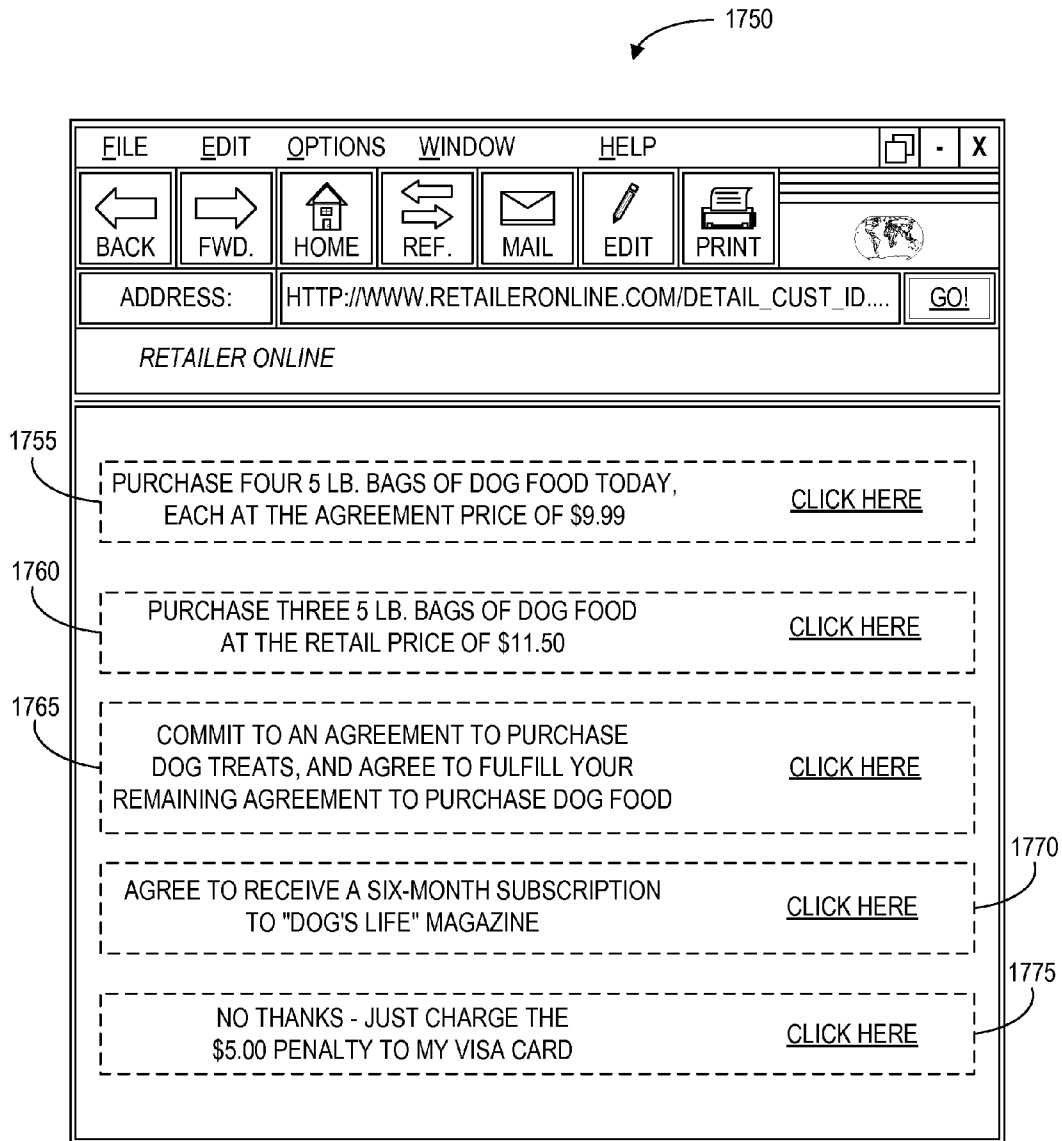 1750
FILE EDIT OPTIONS WINDOW HELP - X
BACK FWD. HOME REF. MAIL EDIT PRINT
ADDRESS: HTTP://WWW.RETAILERONLINE.COM/DETAIL_CUST_ID.... GO!
RETAILER ONLINE
1755
PURCHASE FOUR 5 LB. BAGS OF DOG FOOD TODAY,
EACH AT THE AGREEMENT PRICE OF $9.99
CLICK HERE
1760
PURCHASE THREE 5 LB. BAGS OF DOG FOOD
AT THE RETAIL PRICE OF $11.50
CLICK HERE
1765
COMMIT TO AN AGREEMENT TO PURCHASE
DOG TREATS, AND AGREE TO FULFILL YOUR
REMAINING AGREEMENT TO PURCHASE DOG FOOD
CLICK HERE
1770
AGREE TO RECEIVE A SIX-MONTH SUBSCRIPTION
TO "DOG'S LIFE" MAGAZINE
CLICK HERE
1775
NO THANKS - JUST CHARGE THE
$5.00 PENALTY TO MY VISA CARD
CLICK HERE